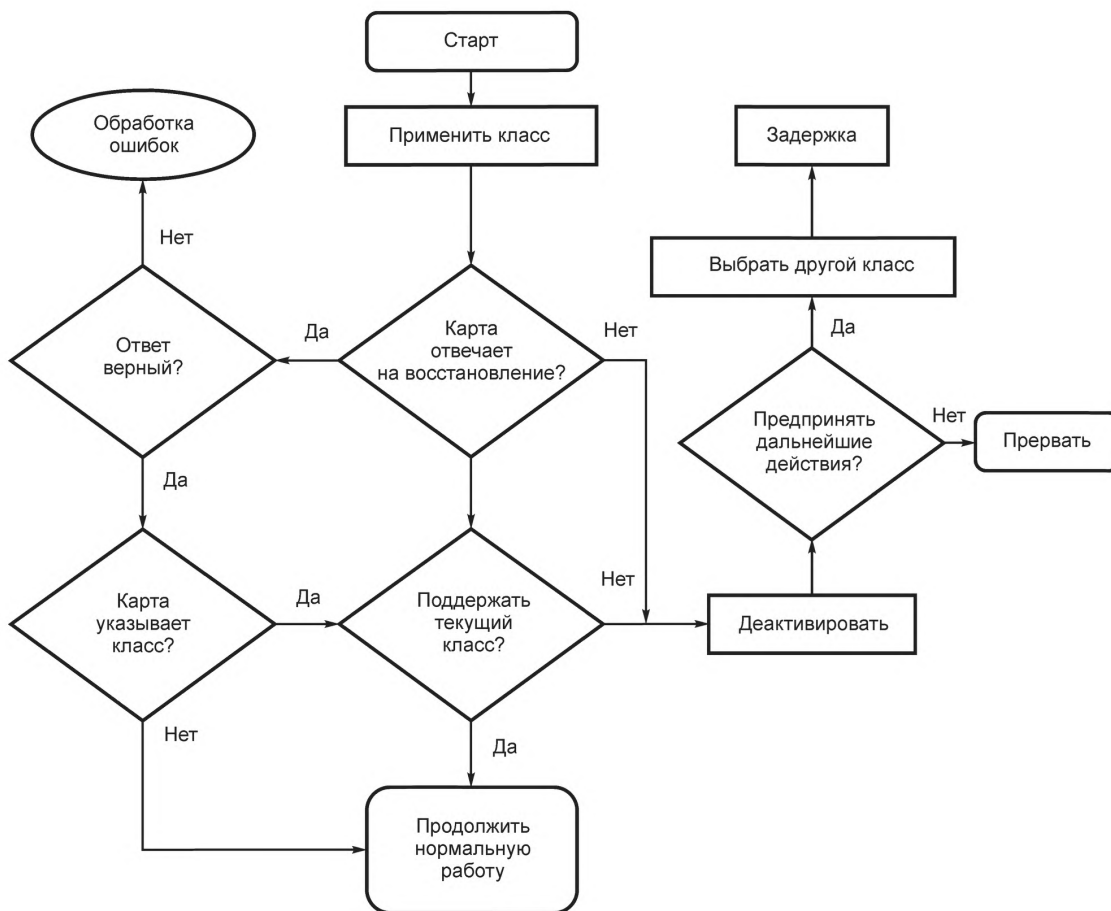 Старт
Обработка
ошибок
Применить класс
Задержка
Нет
Выбрать другой класс
Да
Ответ
верный?
Да
Карта
отвечает
на восстановление?
Нет
Предпринять
дальнейшие
действия?
Нет
Прервать
Да
Карта
указывает
класс?
Да
Поддержать
текущий
класс?
Нет
Деактивировать
Нет
Да
Продолжить
нормальную
работу